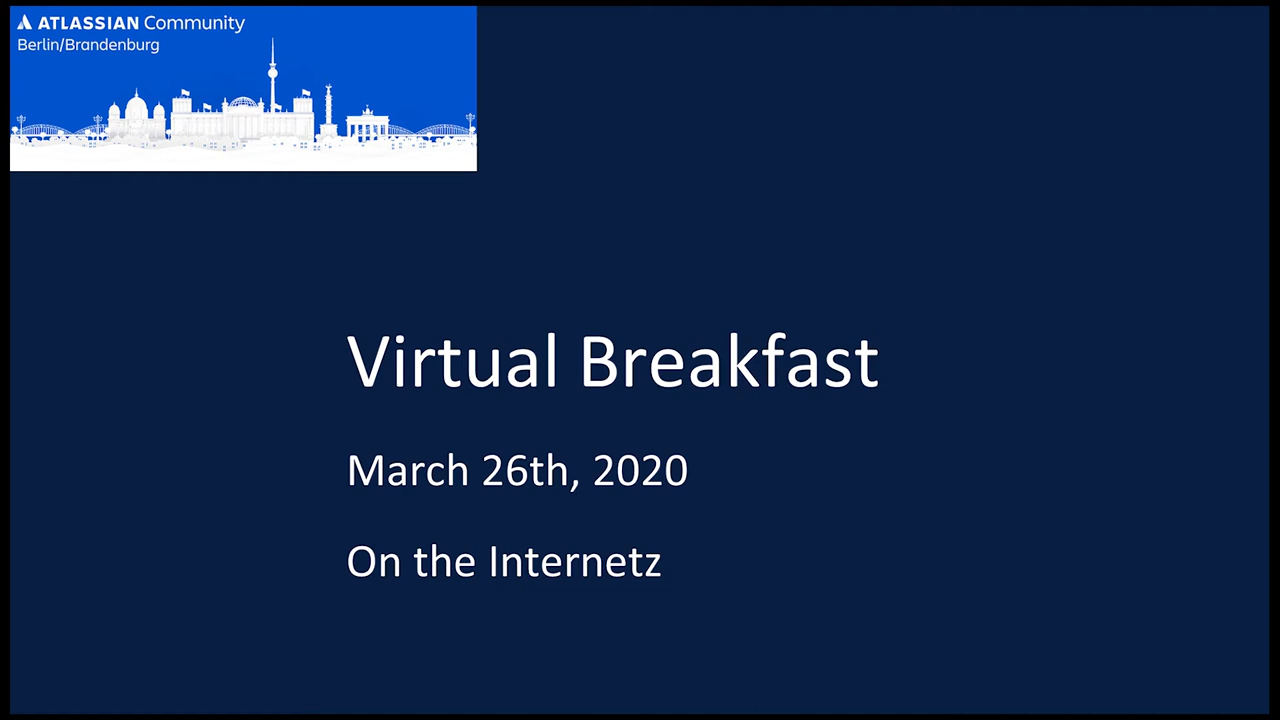 ATLASSIAN Community
Berlin/Brandenburg
Virtual Breakfast
March 26th, 2020
On the Internetz